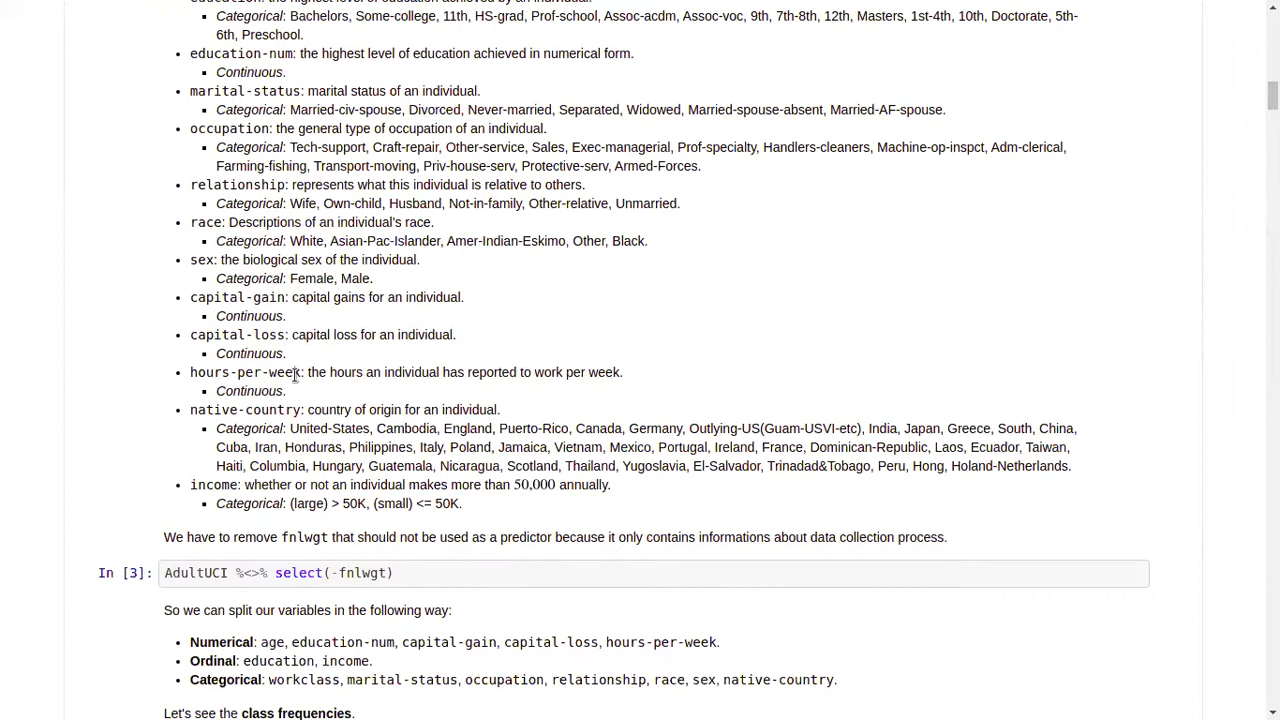 Categorical: Bachelors, Some-college, 11th, HS-grad, Prof-school, Assoc-acdm, Assoc-voc, 9th, 7th-8th, 12th, Masters, 1st-4th, 10th, Doctorate, 5th-
6th, Preschool.
education-num: the highest level of education achieved in numerical form.
Continuous.
marital-status: marital status of an individual.
Categorical: Married-civ-spouse, Divorced, Never-married, Separated, Widowed, Married-spouse-absent, Married-AF-spouse.
occupation: the general type of occupation of an individual.
Categorical: Tech-support, Craft-repair, Other-service, Sales, Exec-managerial, Prof-specialty, Handlers-cleaners, Machine-op-inspct, Adm-clerical,
Farming-fishing, Transport-moving, Priv-house-serv, Protective-serv, Armed-Forces.
relationship: represents what this individual is relative to others.
Categorical: Wife, Own-child, Husband, Not-in-family, Other-relative, Unmarried.
race: Descriptions of an individual's race.
Categorical: White, Asian-Pac-Islander, Amer-Indian-Eskimo, Other, Black.
sex: the biological sex of the individual.
Categorical: Female, Male.
capital-gain: capital gains for an individual.
Continuous.
capital-loss: capital loss for an individual.
Continuous.
hours-per-week: the hours an individual has reported to work per week.
Continuous.
native-country: country of origin for an individual.
Categorical: United-States, Cambodia, England, Puerto-Rico, Canada, Germany, Outlying-US(Guam-USVI-etc), India, Japan, Greece, South, China,
Cuba, Iran, Honduras, Philippines, Italy, Poland, Jamaica, Vietnam, Mexico, Portugal, Ireland, France, Dominican-Republic, Laos, Ecuador, Taiwan,
Haiti, Columbia, Hungary, Guatemala, Nicaragua, Scotland, Thailand, Yugoslavia, El-Salvador, Trinadad&Tobago, Peru, Hong, Holand-Netherlands.
income: whether or not an individual makes more than 50,000 annually.
Categorical: (large) > 50K, (small) <= 50K.
We have to remove fnlwgt that should not be used as a predictor because it only contains informations about data collection process.
In [3]: AdultUCI %<>% select(-fnlwgt)
So we can split our variables in the following way:
Numerical: age, education-num, capital-gain, capital-loss, hours-per-week.
Ordinal: education, income.
Categorical: workclass, marital-status, occupation, relationship, race, sex, native-country.
Let's see the class frequencies.